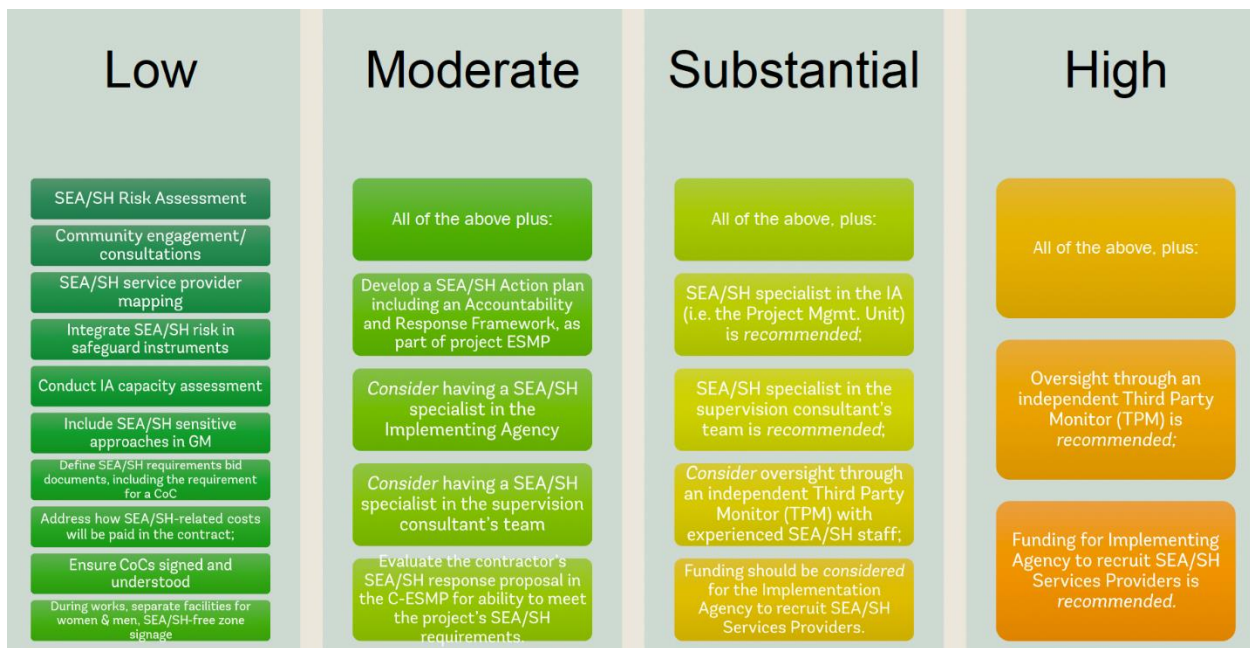 Low
SEA/SH Risk Assessment
Community engagement/
consultations
SEA/SH service provider
mapping
Integrate SEA/SH risk in
safeguard instruments
Conduct IA capacity assessment
Include SEA/SH sensitive
approaches in GM
Define SEA/SH requirements bid
documents, including the requirement
for a CoC
Address how SEA/SH-related costs
will be paid in the contract;
Ensure CoCs signed and
understood
During works, separate facilities for
women & men, SEA/SH-free zone
signage
Moderate
All of the above plus:
Develop a SEA/SH Action plan
including an Accountability
and Response Framework, as
part of project ESMP
Consider having a SEA/SH
specialist in the
Implementing Agency
Consider having a SEA/SH
specialist in the supervision
consultant's team
Evaluate the contractor's
SEA/SH response proposal in
the C-ESMP for ability to meet
the project's SEA/SH
requirements.
Substantial
All of the above, plus:
SEA/SH specialist in the IA
(i.e. the Project Mgmt. Unit)
is recommended;
SEA/SH specialist in the
supervision consultant's
team is recommended;
Consider oversight through
an independent Third Party
Monitor (TPM) with
experienced SEA/SH staff;
Funding should be considered
for the Implementation
Agency to recruit SEA/SH
Services Providers.
High
All of the above, plus:
Oversight through an
independent Third Party
Monitor (TPM) is
recommended;
Funding for Implementing
Agency to recruit SEA/SH
Services Providers is
recommended.